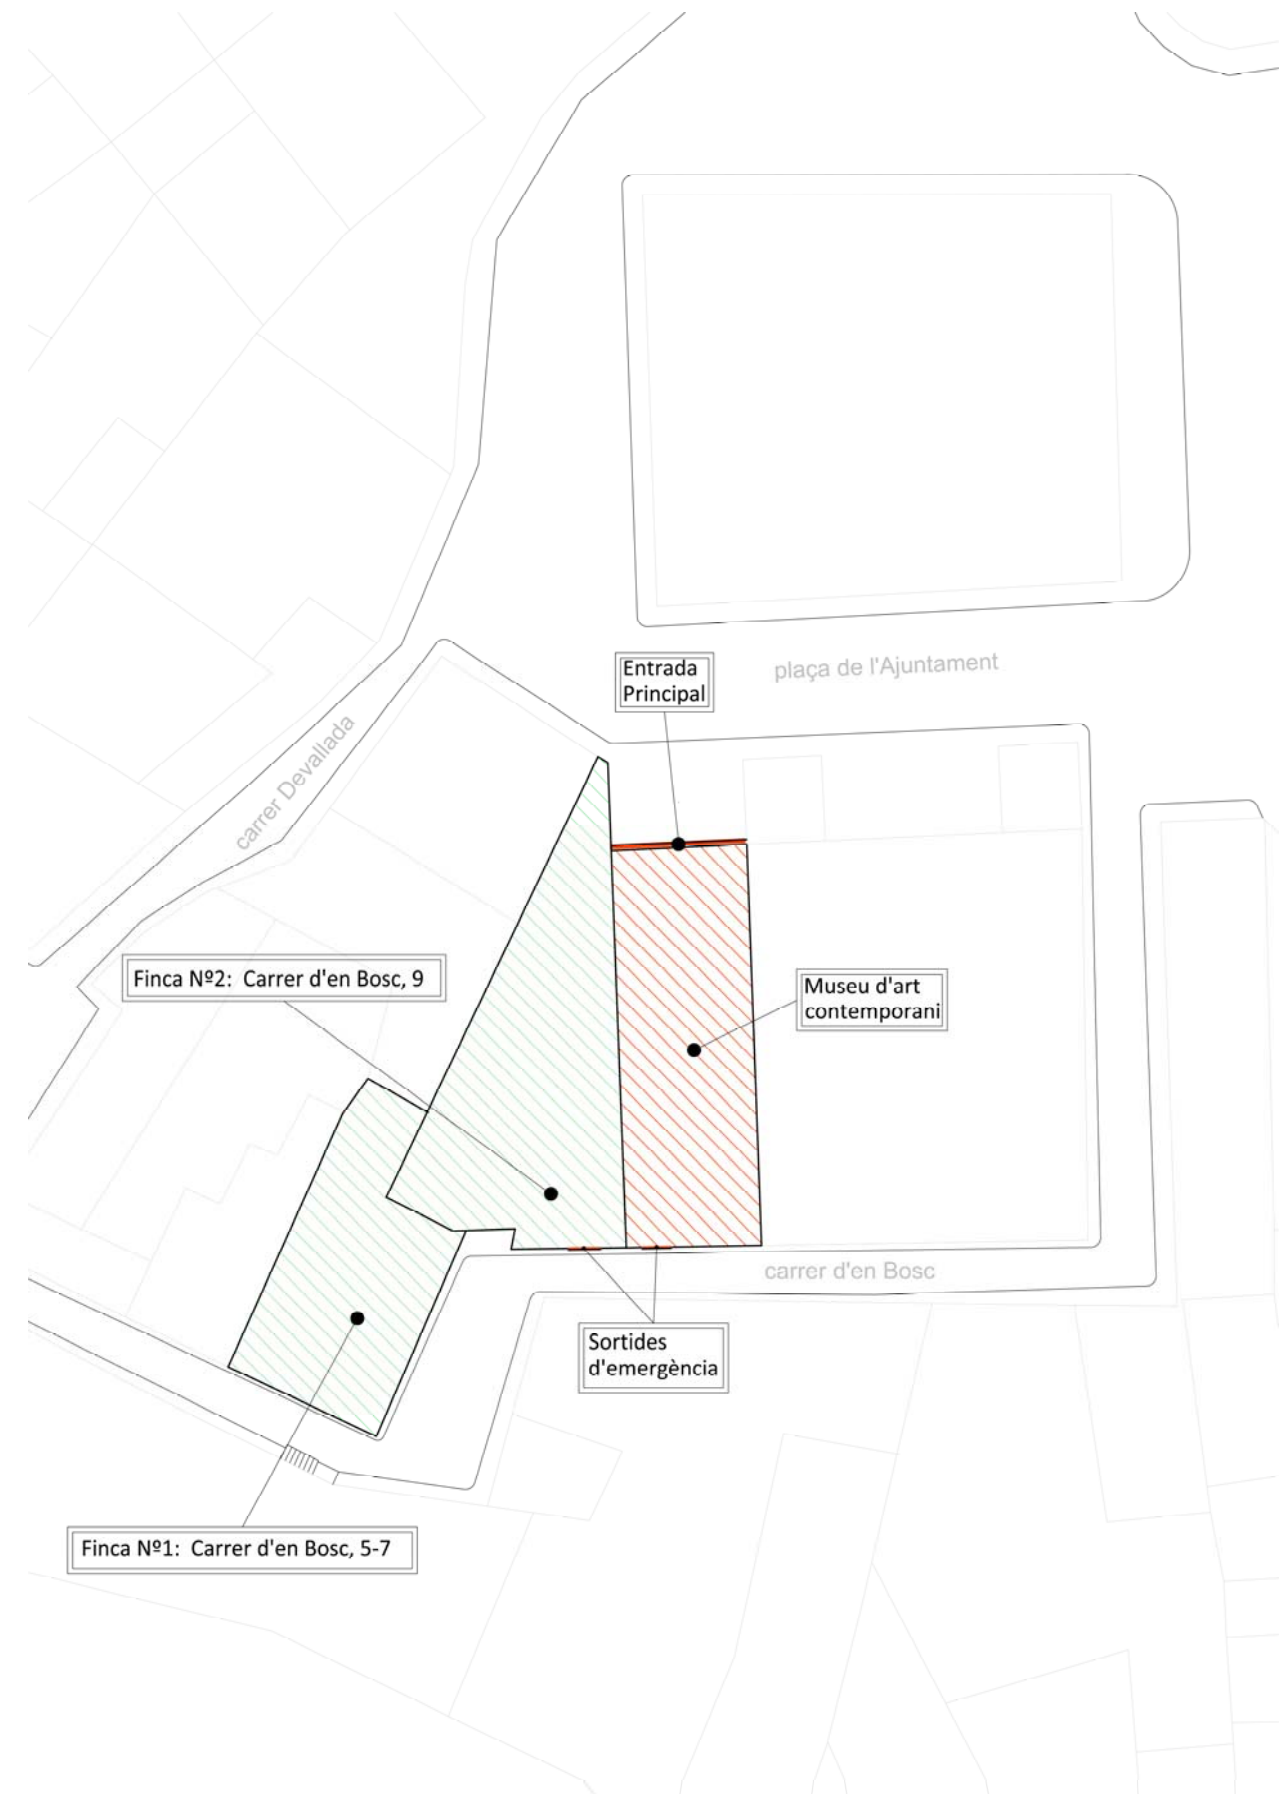 Entrada
Principal
plaça de l'Ajuntament
carrer Devallada
Finca Nº2: Carrer d'en Bosc, 9
Museu d'art
contemporani
carrer d'en Bosc
Sortides
d'emergència
Finca Nº1: Carrer d'en Bosc, 5-7